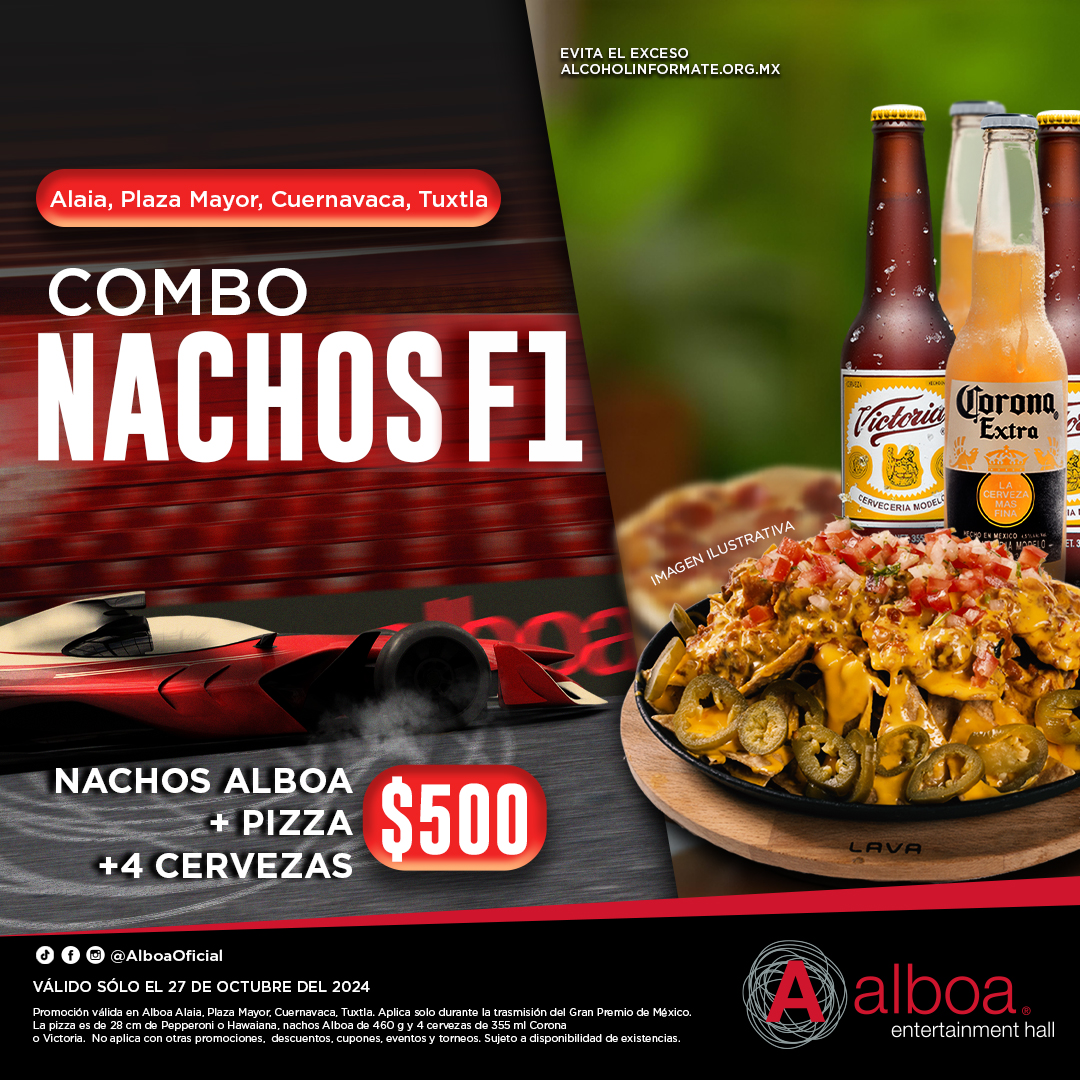 EVITA EL EXCESO
ALCOHOLINFORMATE.ORG.MX
Alaia, Plaza Mayor, Cuernavaca, Tuxtla
COMBO
NACHOS F1
Victoria
CERVECERIA MODELO
Corona
Extra
LA
CERVEZA
MAS
FINA
HECHO EN MEXICO
IMAGEN ILUSTRATIVA
alboa
NACHOS ALBOA
+ PIZZA
+4 CERVEZAS
$500
LAVA
@AlboaOficial
VÁLIDO SÓLO EL 27 DE OCTUBRE DEL 2024
Promoción válida en Alboa Alaia, Plaza Mayor, Cuernavaca, Tuxtla. Aplica solo durante la trasmisión del Gran Premio de México.
La pizza es de 28 cm de Pepperoni o Hawaiana, nachos Alboa de 460 g y 4 cervezas de 355 ml Corona
o Victoria. No aplica con otras promociones, descuentos, cupones, eventos y torneos. Sujeto a disponibilidad de existencias.
A alboa®
entertainment hall